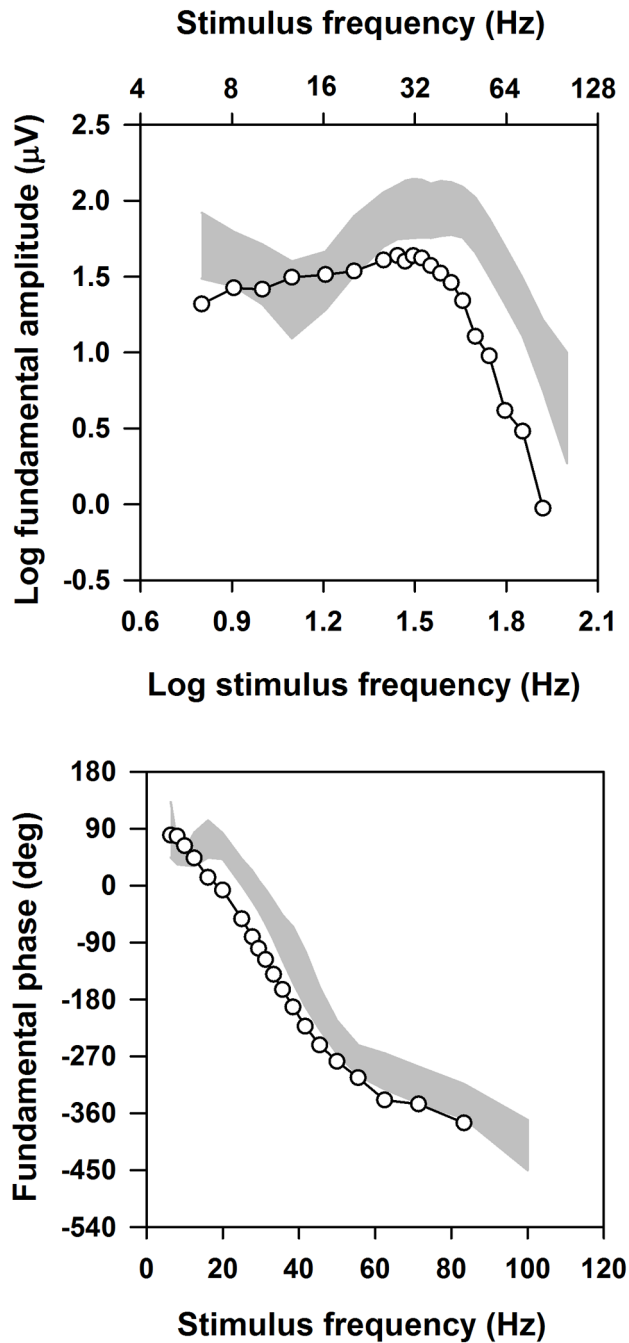 Stimulus frequency (Hz)
4 8 16 32 64 128
Log fundamental amplitude (µV)
2.5
2.0
1.5
1.0
0.5
0.0
-0.5
0.6 0.9 1.2 1.5 1.8 2.1
Log stimulus frequency (Hz)
Fundamental phase (deg)
180
90
0
-90
-180
-270
-360
-450
-540
0 20 40 60 80 100 120
Stimulus frequency (Hz)